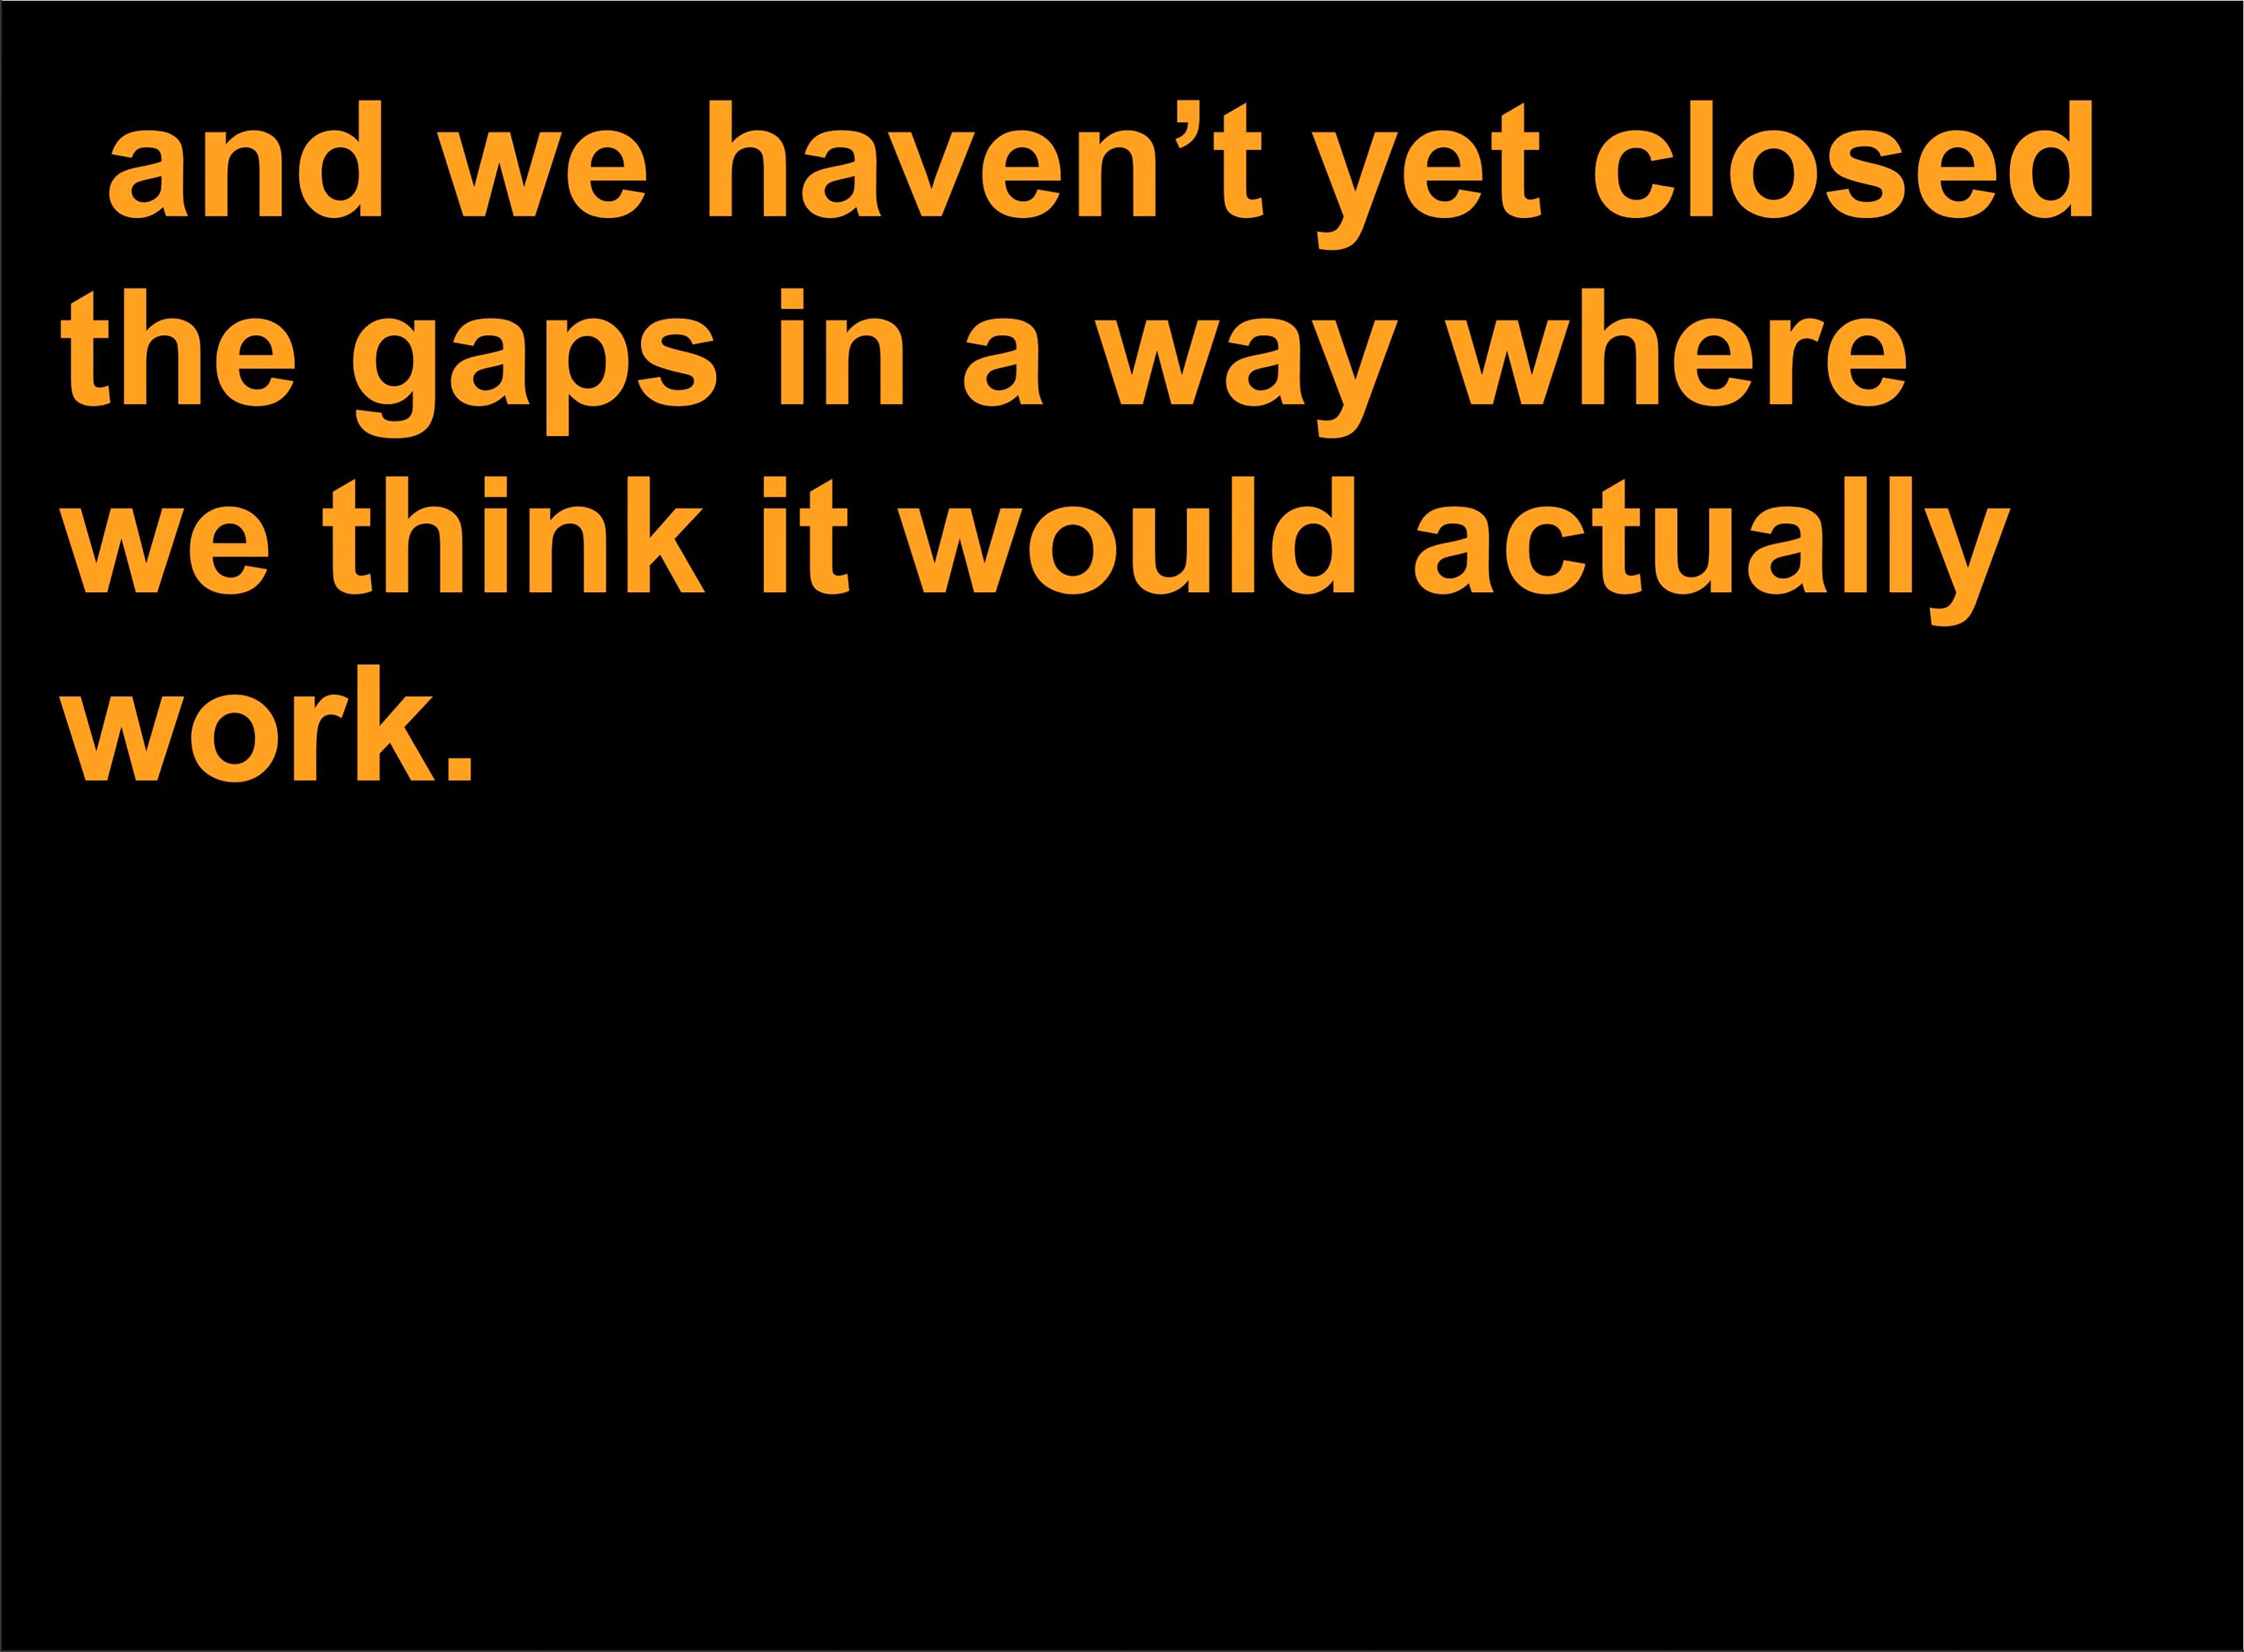 and we haven’t yet closed
the gaps in a way where
we think it would actually
work.